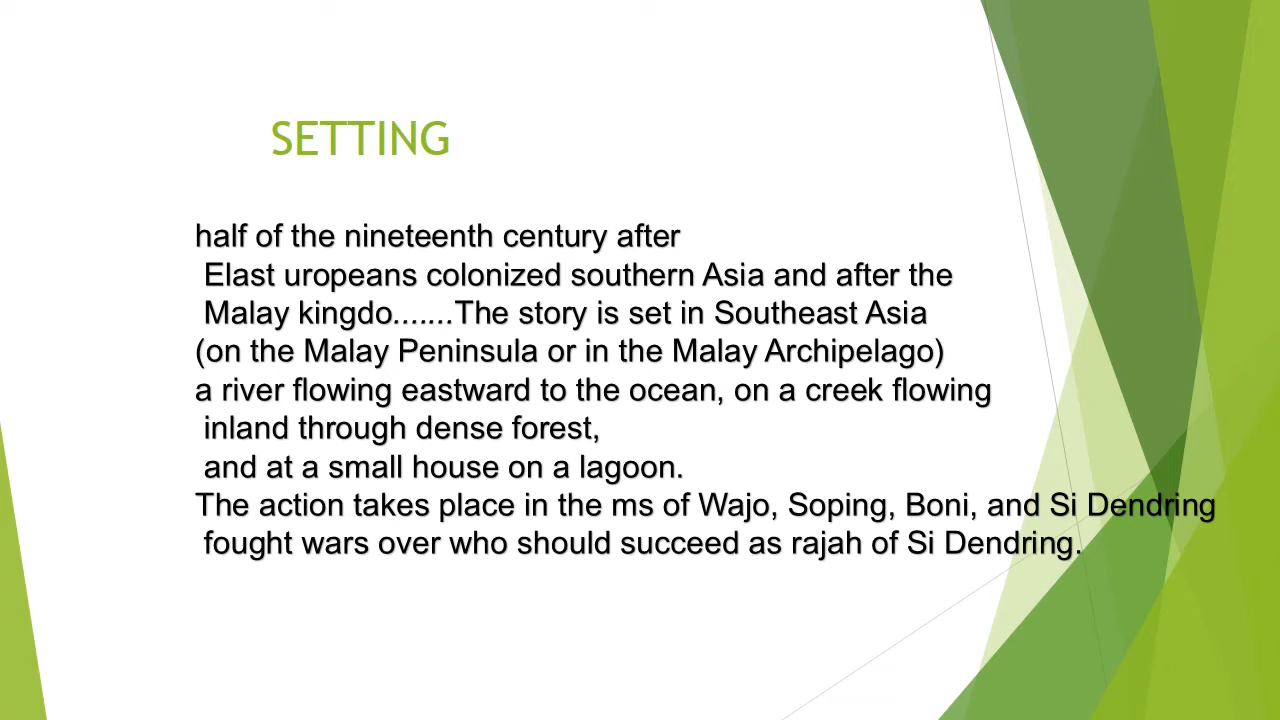 SETTING
half of the nineteenth century after
Elast uropeans colonized southern Asia and after the
Malay kingdo.......The story is set in Southeast Asia
(on the Malay Peninsula or in the Malay Archipelago)
a river flowing eastward to the ocean, on a creek flowing
inland through dense forest,
and at a small house on a lagoon.
The action takes place in the ms of Wajo, Soping, Boni, and Si Dendring
fought wars over who should succeed as rajah of Si Dendring.